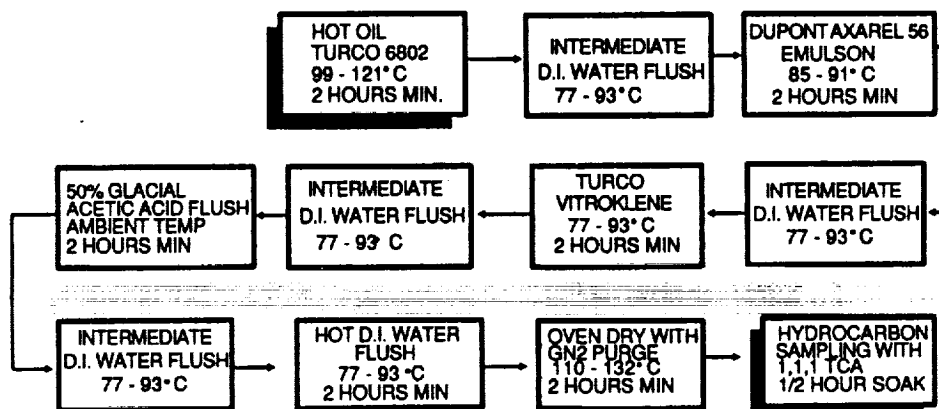 HOT OIL
TURCO 6802
99 - 121°C
2 HOURS MIN.
INTERMEDIATE
D.I. WATER FLUSH
77 - 93°C
DUPONT AXAREL 56
EMULSON
85 - 91°C
2 HOURS MIN
INTERMEDIATE
D.I. WATER FLUSH
77 - 93°C
TURCO
VITROKLENE
77 - 93°C
2 HOURS MIN
INTERMEDIATE
D.I. WATER FLUSH
77 - 93° C
50% GLACIAL
ACETIC ACID FLUSH
AMBIENT TEMP
2 HOURS MIN
INTERMEDIATE
D.I. WATER FLUSH
77 - 93°C
HOT D.I. WATER
FLUSH
77 - 93 °C
2 HOURS MIN
OVEN DRY WITH
GN2 PURGE
110 - 132°C
2 HOURS MIN
HYDROCARBON
SAMPLING WITH
1,1,1 TCA
1/2 HOUR SOAK